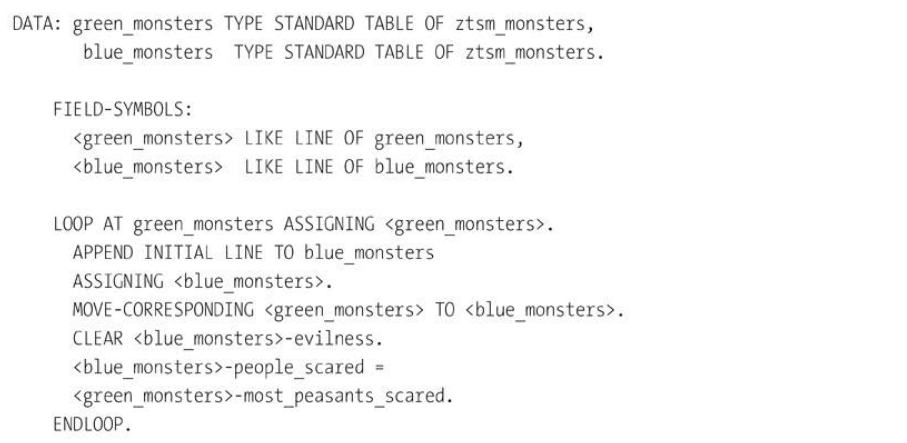 DATA: green_monsters TYPE STANDARD TABLE OF ztsm_monsters,
blue_monsters TYPE STANDARD TABLE OF ztsm_monsters.
FIELD-SYMBOLS:
<green_monsters> LIKE LINE OF green_monsters,
<blue_monsters> LIKE LINE OF blue_monsters.
LOOP AT green_monsters ASSIGNING <green_monsters>.
APPEND INITIAL LINE TO blue_monsters
ASSIGNING <blue_monsters>.
MOVE-CORRESPONDING <green_monsters> TO <blue_monsters>.
CLEAR <blue_monsters>-evilness.
<blue_monsters>-people_scared =
<green_monsters>-most_peasants_scared.
ENDLOOP.